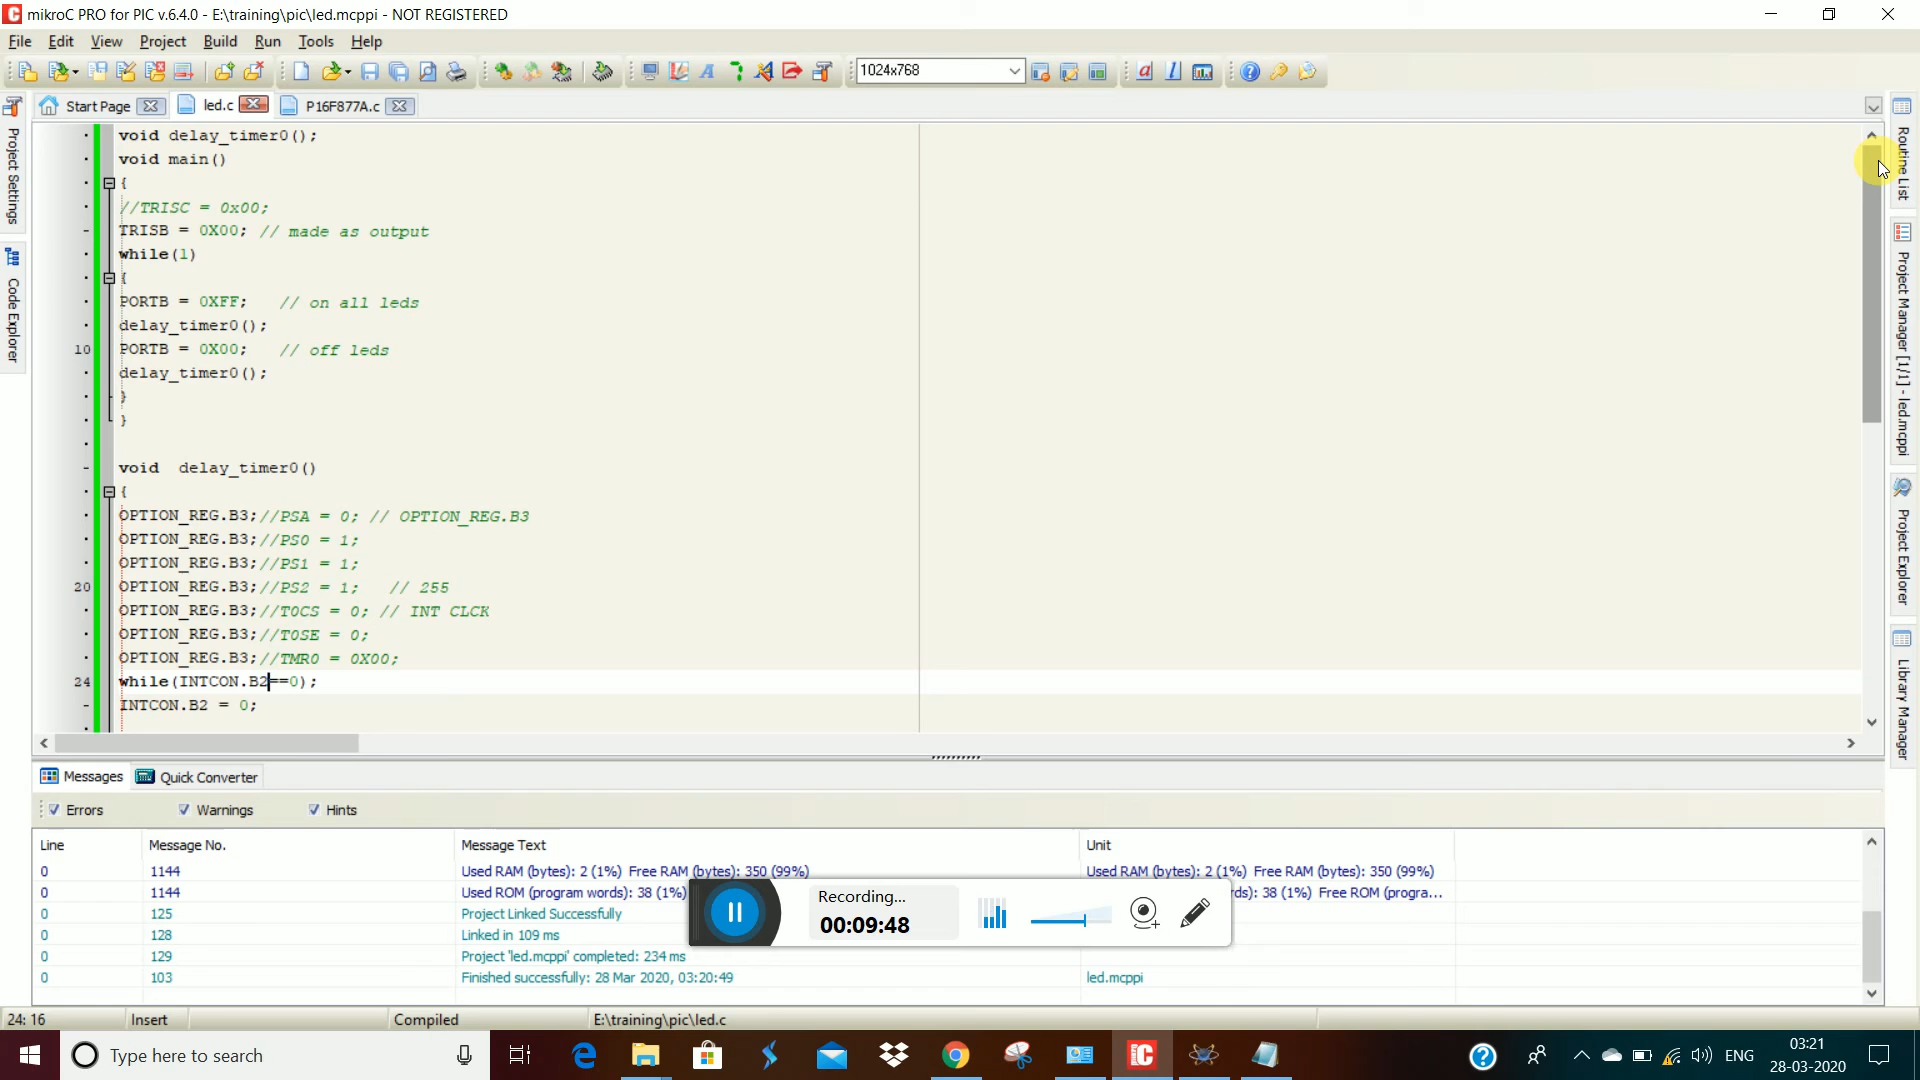 mikroC PRO for PIC v.6.4.0 - E:\training\pic\led.mcppi - NOT REGISTERED
File Edit View Project Build Run Tools Help
1024x768
Start Page led.c P16F877A.c
void delay_timer0();
void main()
{
//TRISC = 0x00;
TRISB = 0X00; // made as output
while(1)
{
PORTB = 0XFF; // on all leds
delay_timer0();
10 PORTB = 0X00; // off leds
delay_timer0();
}
}
void delay_timer0()
{
OPTION_REG.B3;//PSA = 0; // OPTION_REG.B3
OPTION_REG.B3;//PS0 = 1;
OPTION_REG.B3;//PS1 = 1;
20 OPTION_REG.B3;//PS2 = 1; // 255
OPTION_REG.B3;//T0CS = 0; // INT CLCK
OPTION_REG.B3;//T0SE = 0;
OPTION_REG.B3;//TMR0 = 0X00;
24 while(INTCON.B2==0);
INTCON.B2 = 0;
Project Settings
Code Explorer
Routine List
Project Manager [1/1] - led.mcppi
Project Explorer
Library Manager
Messages Quick Converter
Errors Warnings Hints
Line Message No. Message Text Unit
0 1144 Used RAM (bytes): 2 (1%) Free RAM (bytes): 350 (99%) Used RAM (bytes): 2 (1%) Free RAM (bytes): 350 (99%)
0 1144 Used ROM (program words): 38 (1%) rds): 38 (1%) Free ROM (progra...
0 125 Project Linked Successfully
0 128 Linked in 109 ms
0 129 Project 'led.mcppi' completed: 234 ms
0 103 Finished successfully: 28 Mar 2020, 03:20:49 led.mcppi
Recording...
00:09:48
24: 16 Insert Compiled E:\training\pic\led.c
Type here to search
ENG
03:21
28-03-2020